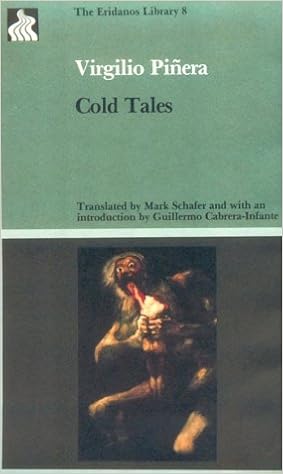 The Eridanos Library 8
Virgilio Piñera
Cold Tales
Translated by Mark Schafer and with an
introduction by Guillermo Cabrera-Infante